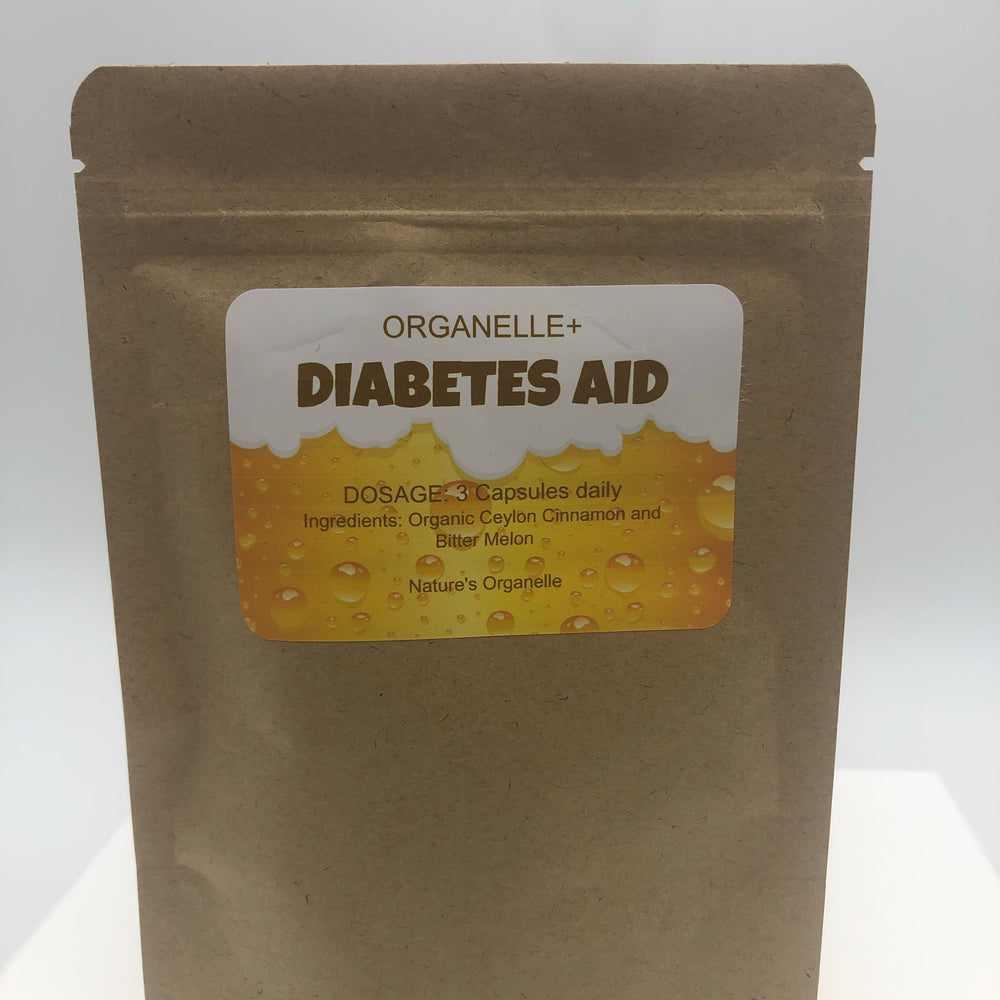 ORGANELLE+
DIABETES AID
DOSAGE: 3 Capsules daily
Ingredients: Organic Ceylon Cinnamon and
Bitter Melon
Nature's Organelle